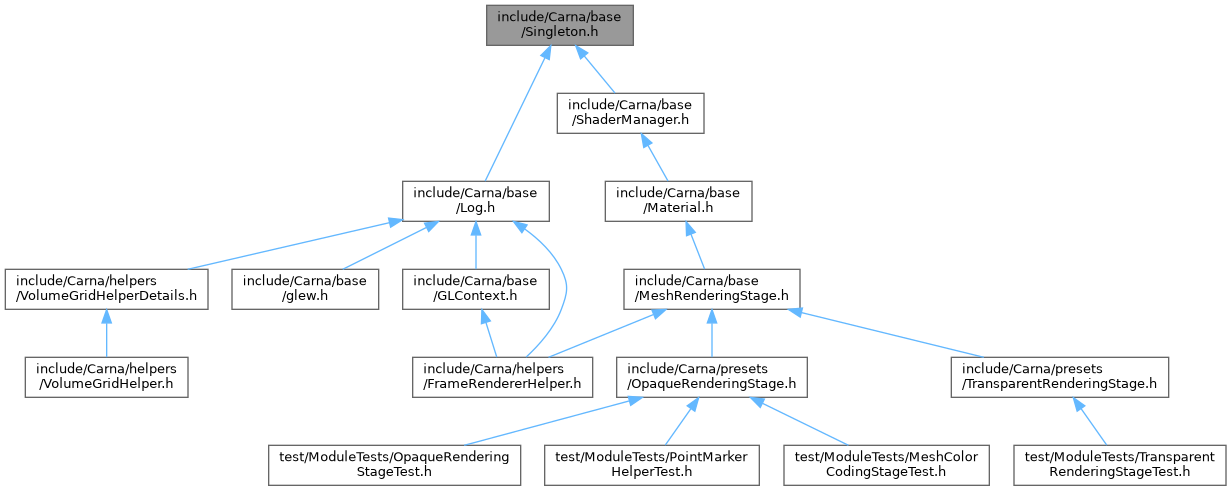 include/Carna/base
/Singleton.h
include/Carna/base
/ShaderManager.h
include/Carna/base
/Log.h
include/Carna/base
/Material.h
include/Carna/helpers
/VolumeGridHelperDetails.h
include/Carna/base
/glew.h
include/Carna/base
/GLContext.h
include/Carna/base
/MeshRenderingStage.h
include/Carna/helpers
/VolumeGridHelper.h
include/Carna/helpers
/FrameRendererHelper.h
include/Carna/presets
/OpaqueRenderingStage.h
include/Carna/presets
/TransparentRenderingStage.h
test/ModuleTests/OpaqueRendering
StageTest.h
test/ModuleTests/PointMarker
HelperTest.h
test/ModuleTests/MeshColor
CodingStageTest.h
test/ModuleTests/Transparent
RenderingStageTest.h